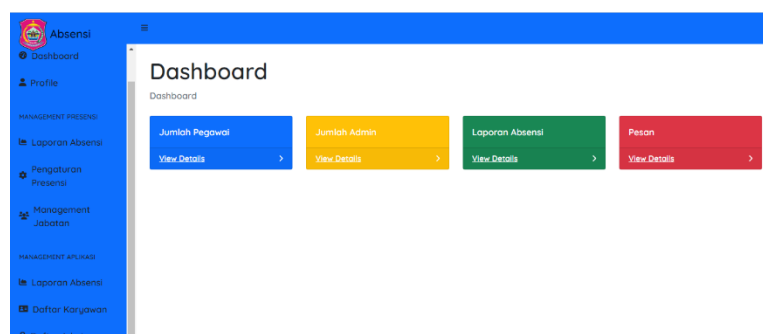 Absensi
Dashboard
Profile
MANAGEMENT PRESENSI
Laporan Absensi
Pengaturan
Presensi
Management
Jabatan
MANAGEMENT APLIKASI
Laporan Absensi
Daftar Karyawan
Dashboard
Dashboard
Jumlah Pegawai
View Details
Jumlah Admin
View Details
Laporan Absensi
View Details
Pesan
View Details